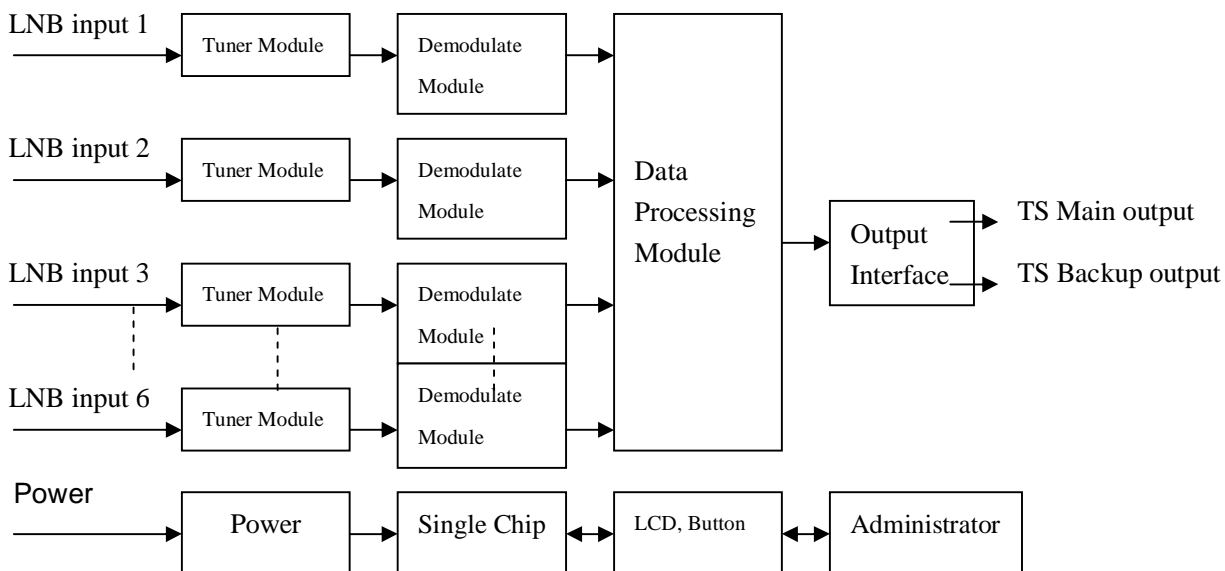 LNB input 1
Tuner Module
Demodulate
Module
LNB input 2
Tuner Module
Demodulate
Module
LNB input 3
Tuner Module
Demodulate
Module
LNB input 6
Tuner Module
Demodulate
Module
Data
Processing
Module
Output
Interface
TS Main output
TS Backup output
Power
Power
Single Chip
LCD, Button
Administrator